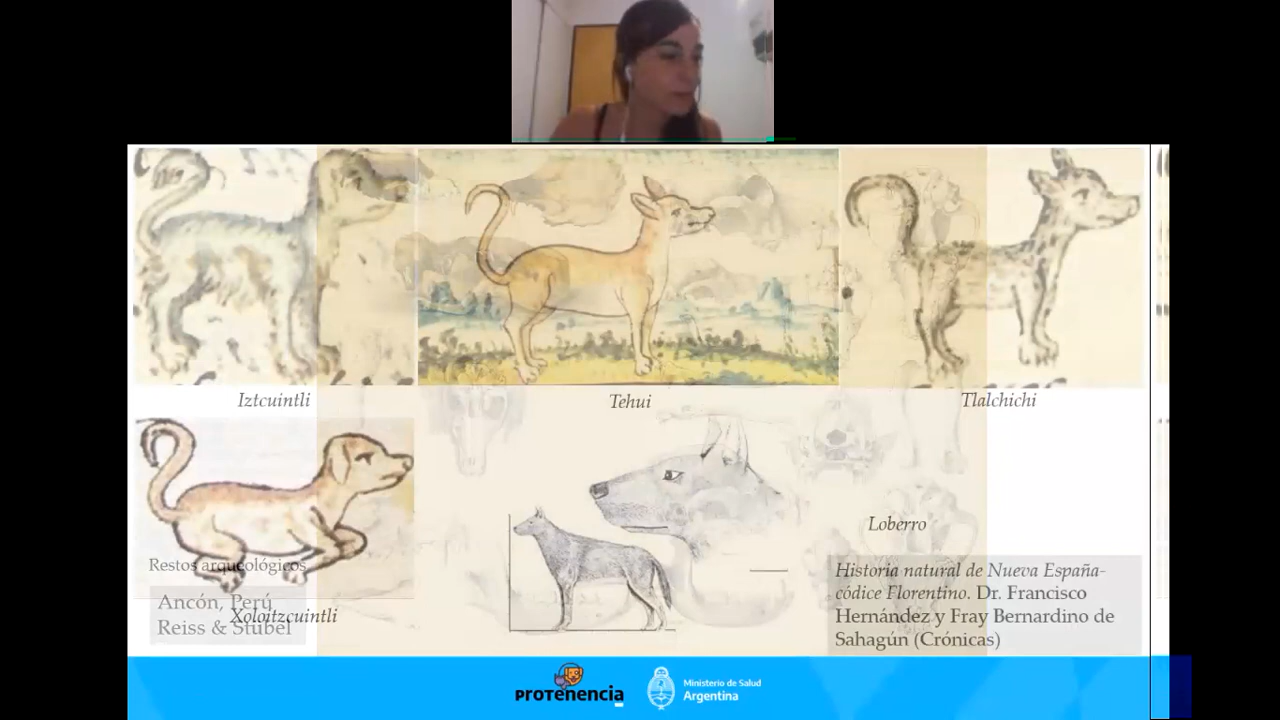 Iztcuintli
Tehui
Tlalchichi
Loberro
Restos arqueológicos
Ancón, Perú
Reiss & Stübel
Xoloitzcuintli
Historia natural de Nueva España-
códice Florentino. Dr. Francisco
Hernández y Fray Bernardino de
Sahagún (Crónicas)
PROTENENCIA
Ministerio de Salud
Argentina